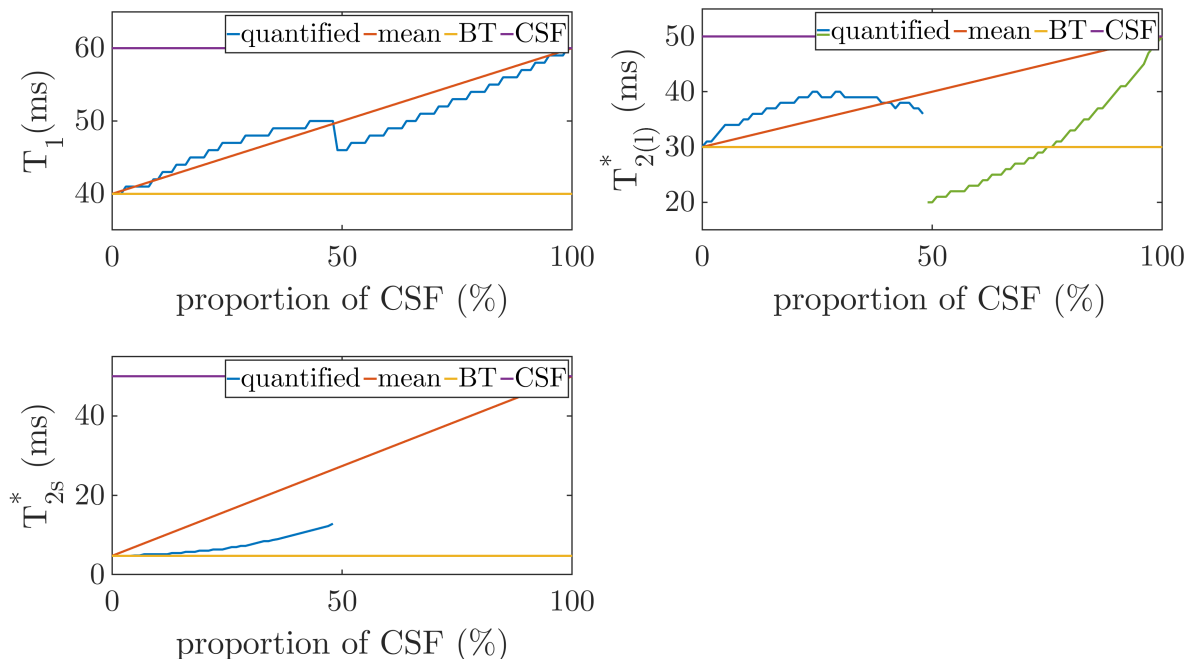 quantified mean BT CSF
60
50
40
T1(ms)
0 50 100
proportion of CSF (%)
quantified mean BT CSF
50
40
30
20
T*2(l) (ms)
0 50 100
proportion of CSF (%)
quantified mean BT CSF
40
20
0
T*2s (ms)
0 50 100
proportion of CSF (%)